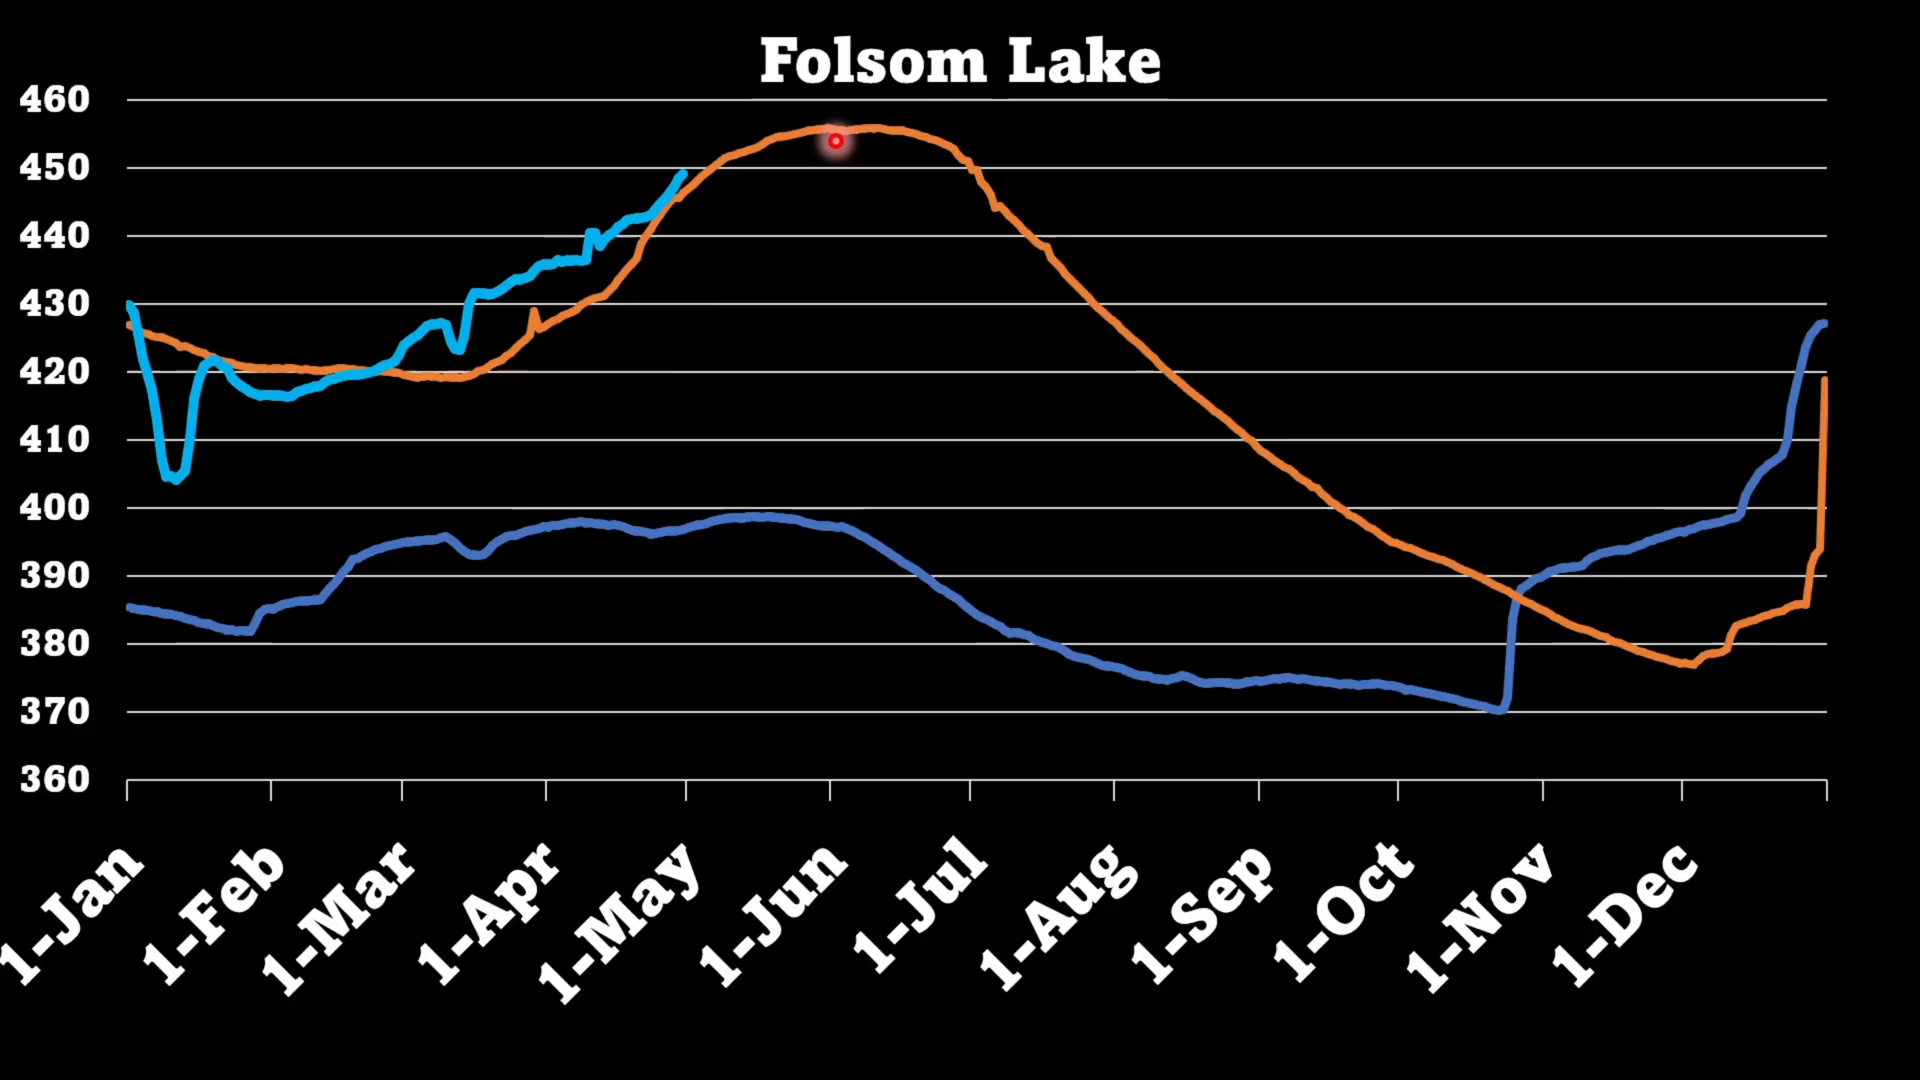 Folsom Lake
460
450
440
430
420
410
400
390
380
370
360
1-Jan
1-Feb
1-Mar
1-Apr
1-May
1-Jun
1-Jul
1-Aug
1-Sep
1-Oct
1-Nov
1-Dec